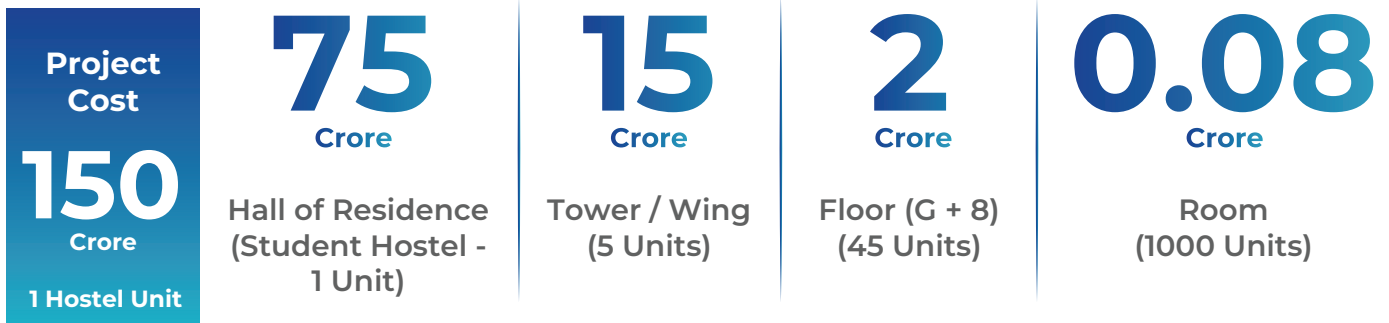 Project
Cost
150
Crore
1 Hostel Unit
75
Crore
Hall of Residence
(Student Hostel -
1 Unit)
15
Crore
Tower / Wing
(5 Units)
2
Crore
Floor (G + 8)
(45 Units)
0.08
Crore
Room
(1000 Units)